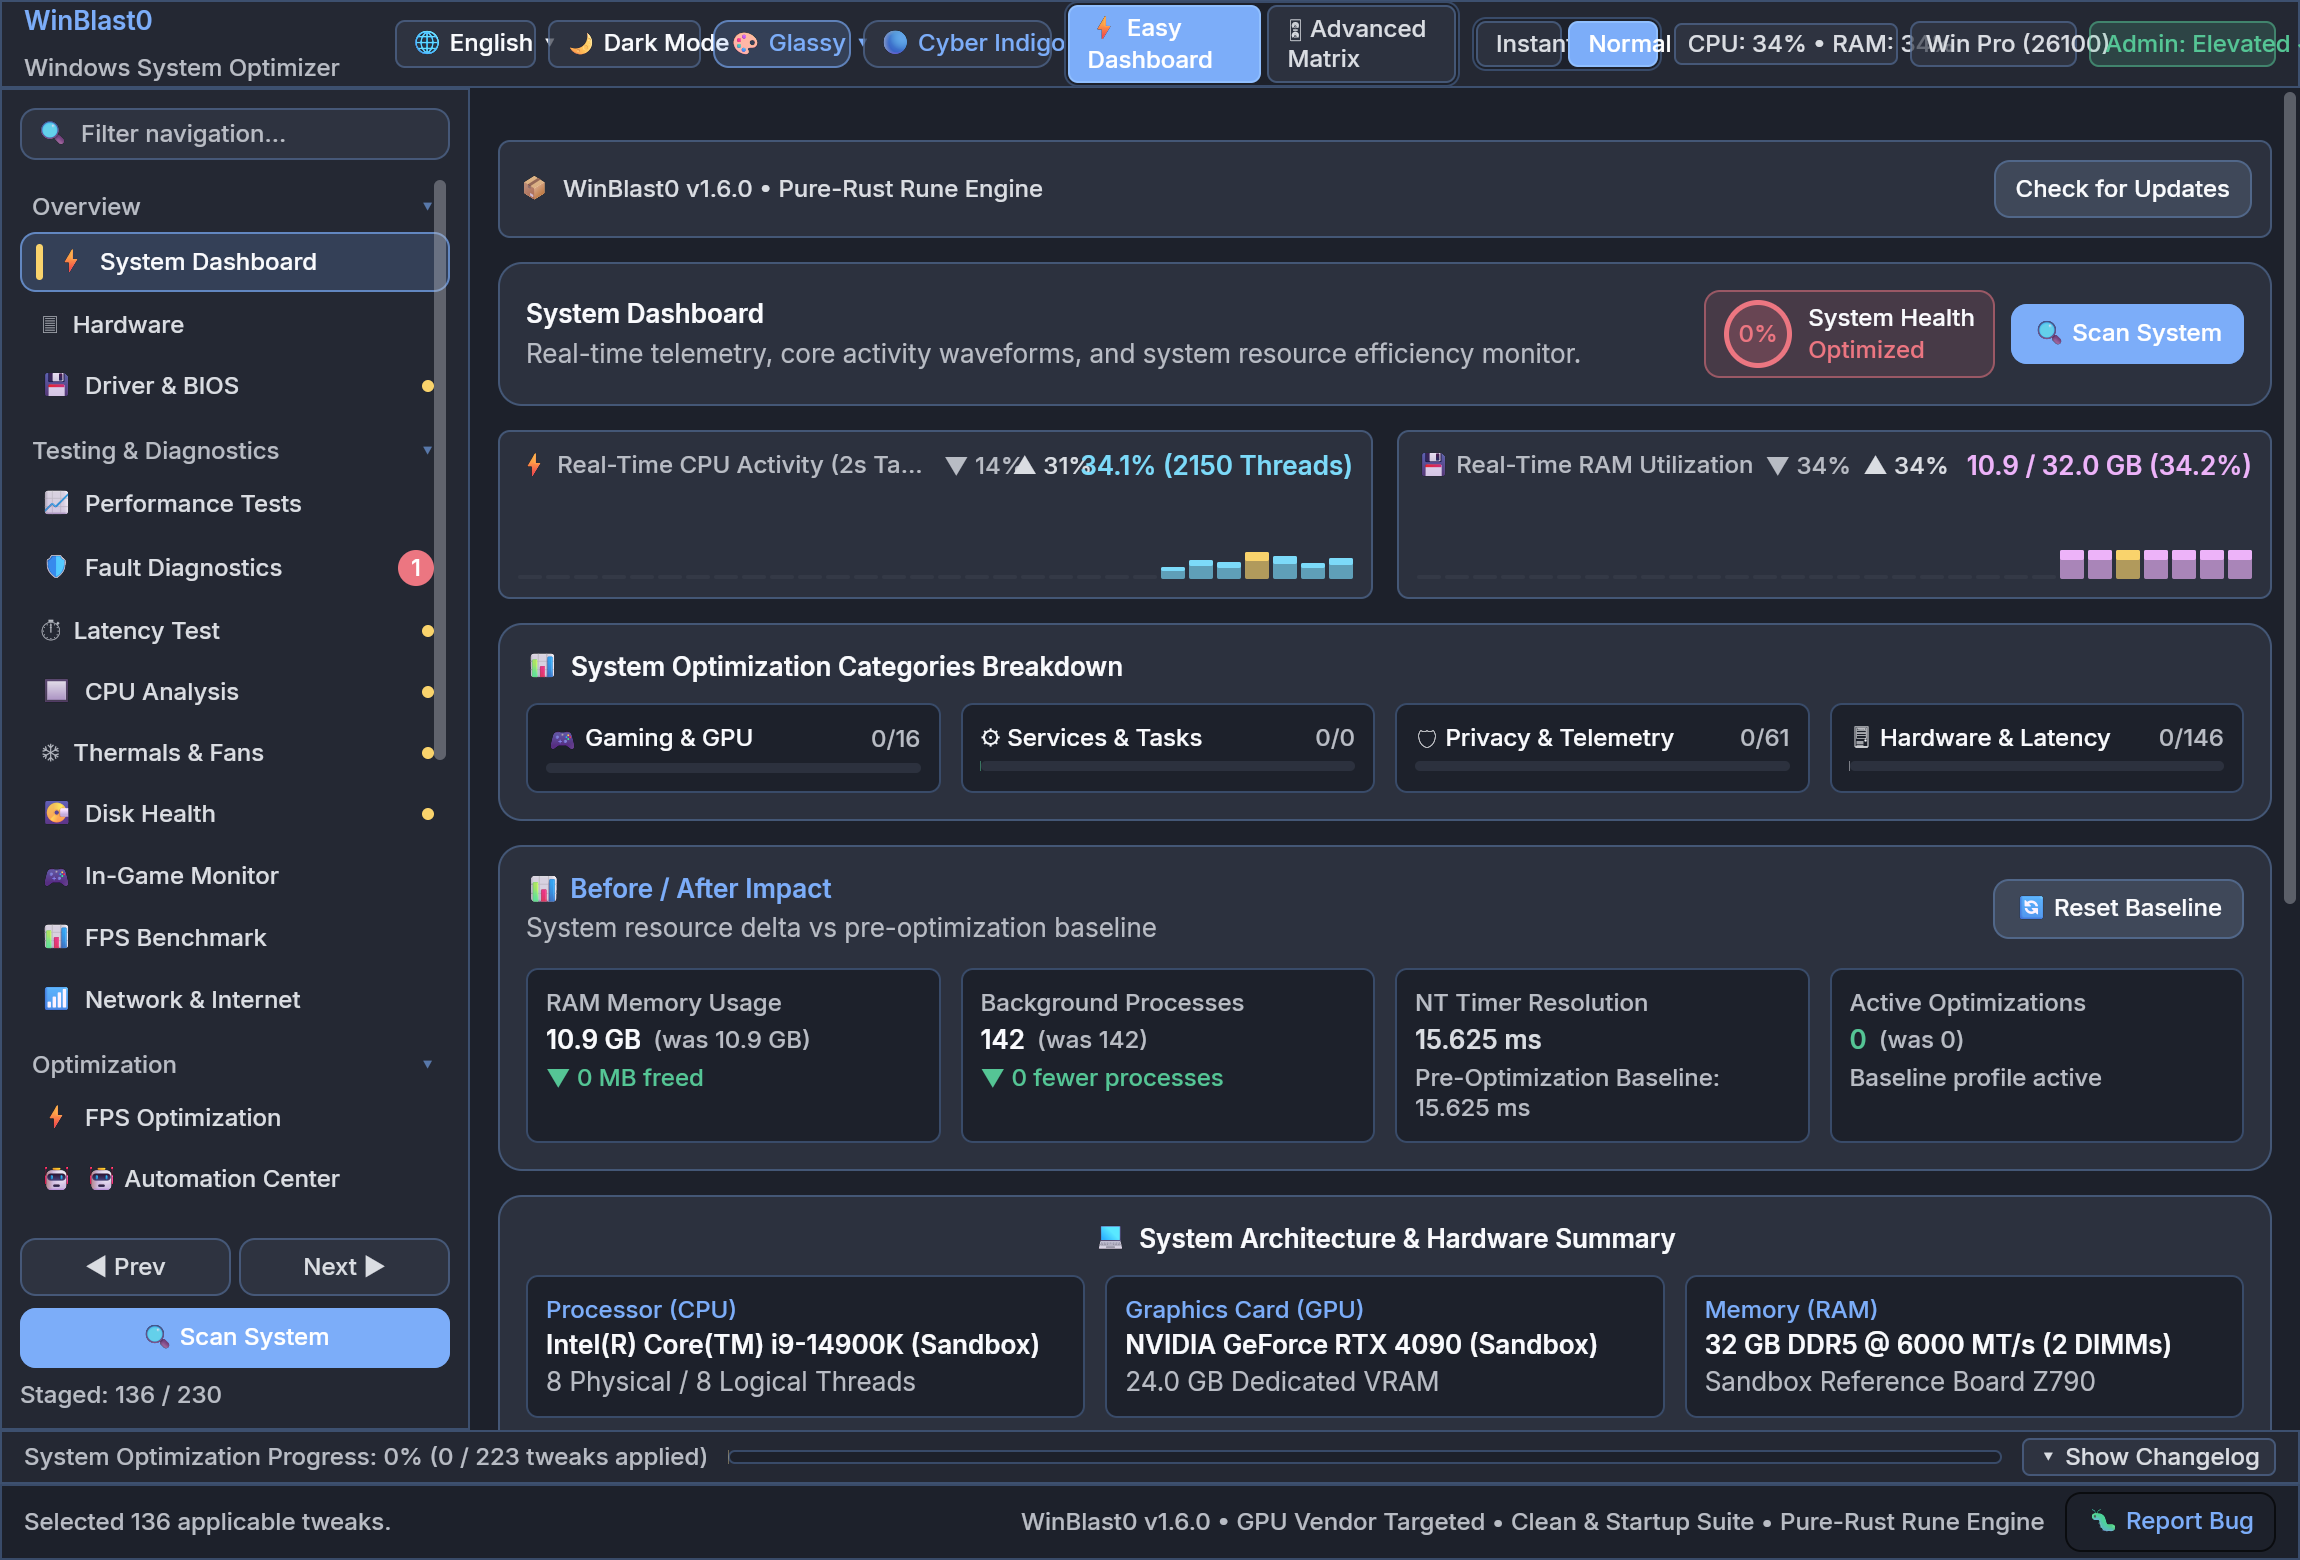 WinBlast0
Windows System Optimizer
English
Dark Mode
Glassy
Cyber Indigo
Easy Dashboard
Advanced Matrix
Instant
Normal
CPU: 34% • RAM: 34%
Win Pro (26100)
Admin: Elevated
Filter navigation...
Overview
System Dashboard
Hardware
Driver & BIOS
Testing & Diagnostics
Performance Tests
Fault Diagnostics 1
Latency Test
CPU Analysis
Thermals & Fans
Disk Health
In-Game Monitor
FPS Benchmark
Network & Internet
Optimization
FPS Optimization
Automation Center
◀ Prev
Next ▶
Scan System
Staged: 136 / 230
WinBlast0 v1.6.0 • Pure-Rust Rune Engine
Check for Updates
System Dashboard
Real-time telemetry, core activity waveforms, and system resource efficiency monitor.
0%
System Health
Optimized
Scan System
Real-Time CPU Activity (2s Ta... ▼ 14% ▲ 31% 34.1% (2150 Threads)
Real-Time RAM Utilization ▼ 34% ▲ 34% 10.9 / 32.0 GB (34.2%)
System Optimization Categories Breakdown
Gaming & GPU 0/16
Services & Tasks 0/0
Privacy & Telemetry 0/61
Hardware & Latency 0/146
Before / After Impact
System resource delta vs pre-optimization baseline
Reset Baseline
RAM Memory Usage
10.9 GB (was 10.9 GB)
▼ 0 MB freed
Background Processes
142 (was 142)
▼ 0 fewer processes
NT Timer Resolution
15.625 ms
Pre-Optimization Baseline:
15.625 ms
Active Optimizations
0 (was 0)
Baseline profile active
System Architecture & Hardware Summary
Processor (CPU)
Intel(R) Core(TM) i9-14900K (Sandbox)
8 Physical / 8 Logical Threads
Graphics Card (GPU)
NVIDIA GeForce RTX 4090 (Sandbox)
24.0 GB Dedicated VRAM
Memory (RAM)
32 GB DDR5 @ 6000 MT/s (2 DIMMs)
Sandbox Reference Board Z790
System Optimization Progress: 0% (0 / 223 tweaks applied)
▼ Show Changelog
Selected 136 applicable tweaks.
WinBlast0 v1.6.0 • GPU Vendor Targeted • Clean & Startup Suite • Pure-Rust Rune Engine
Report Bug